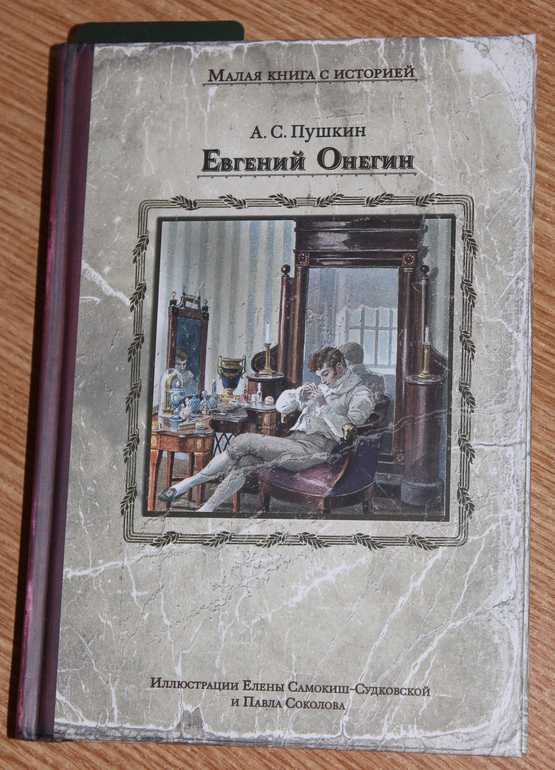 Малая книга с историей
А. С. Пушкин
Евгений Онегин
Иллюстрации Елены Самокиш-Судковской
и Павла Соколова